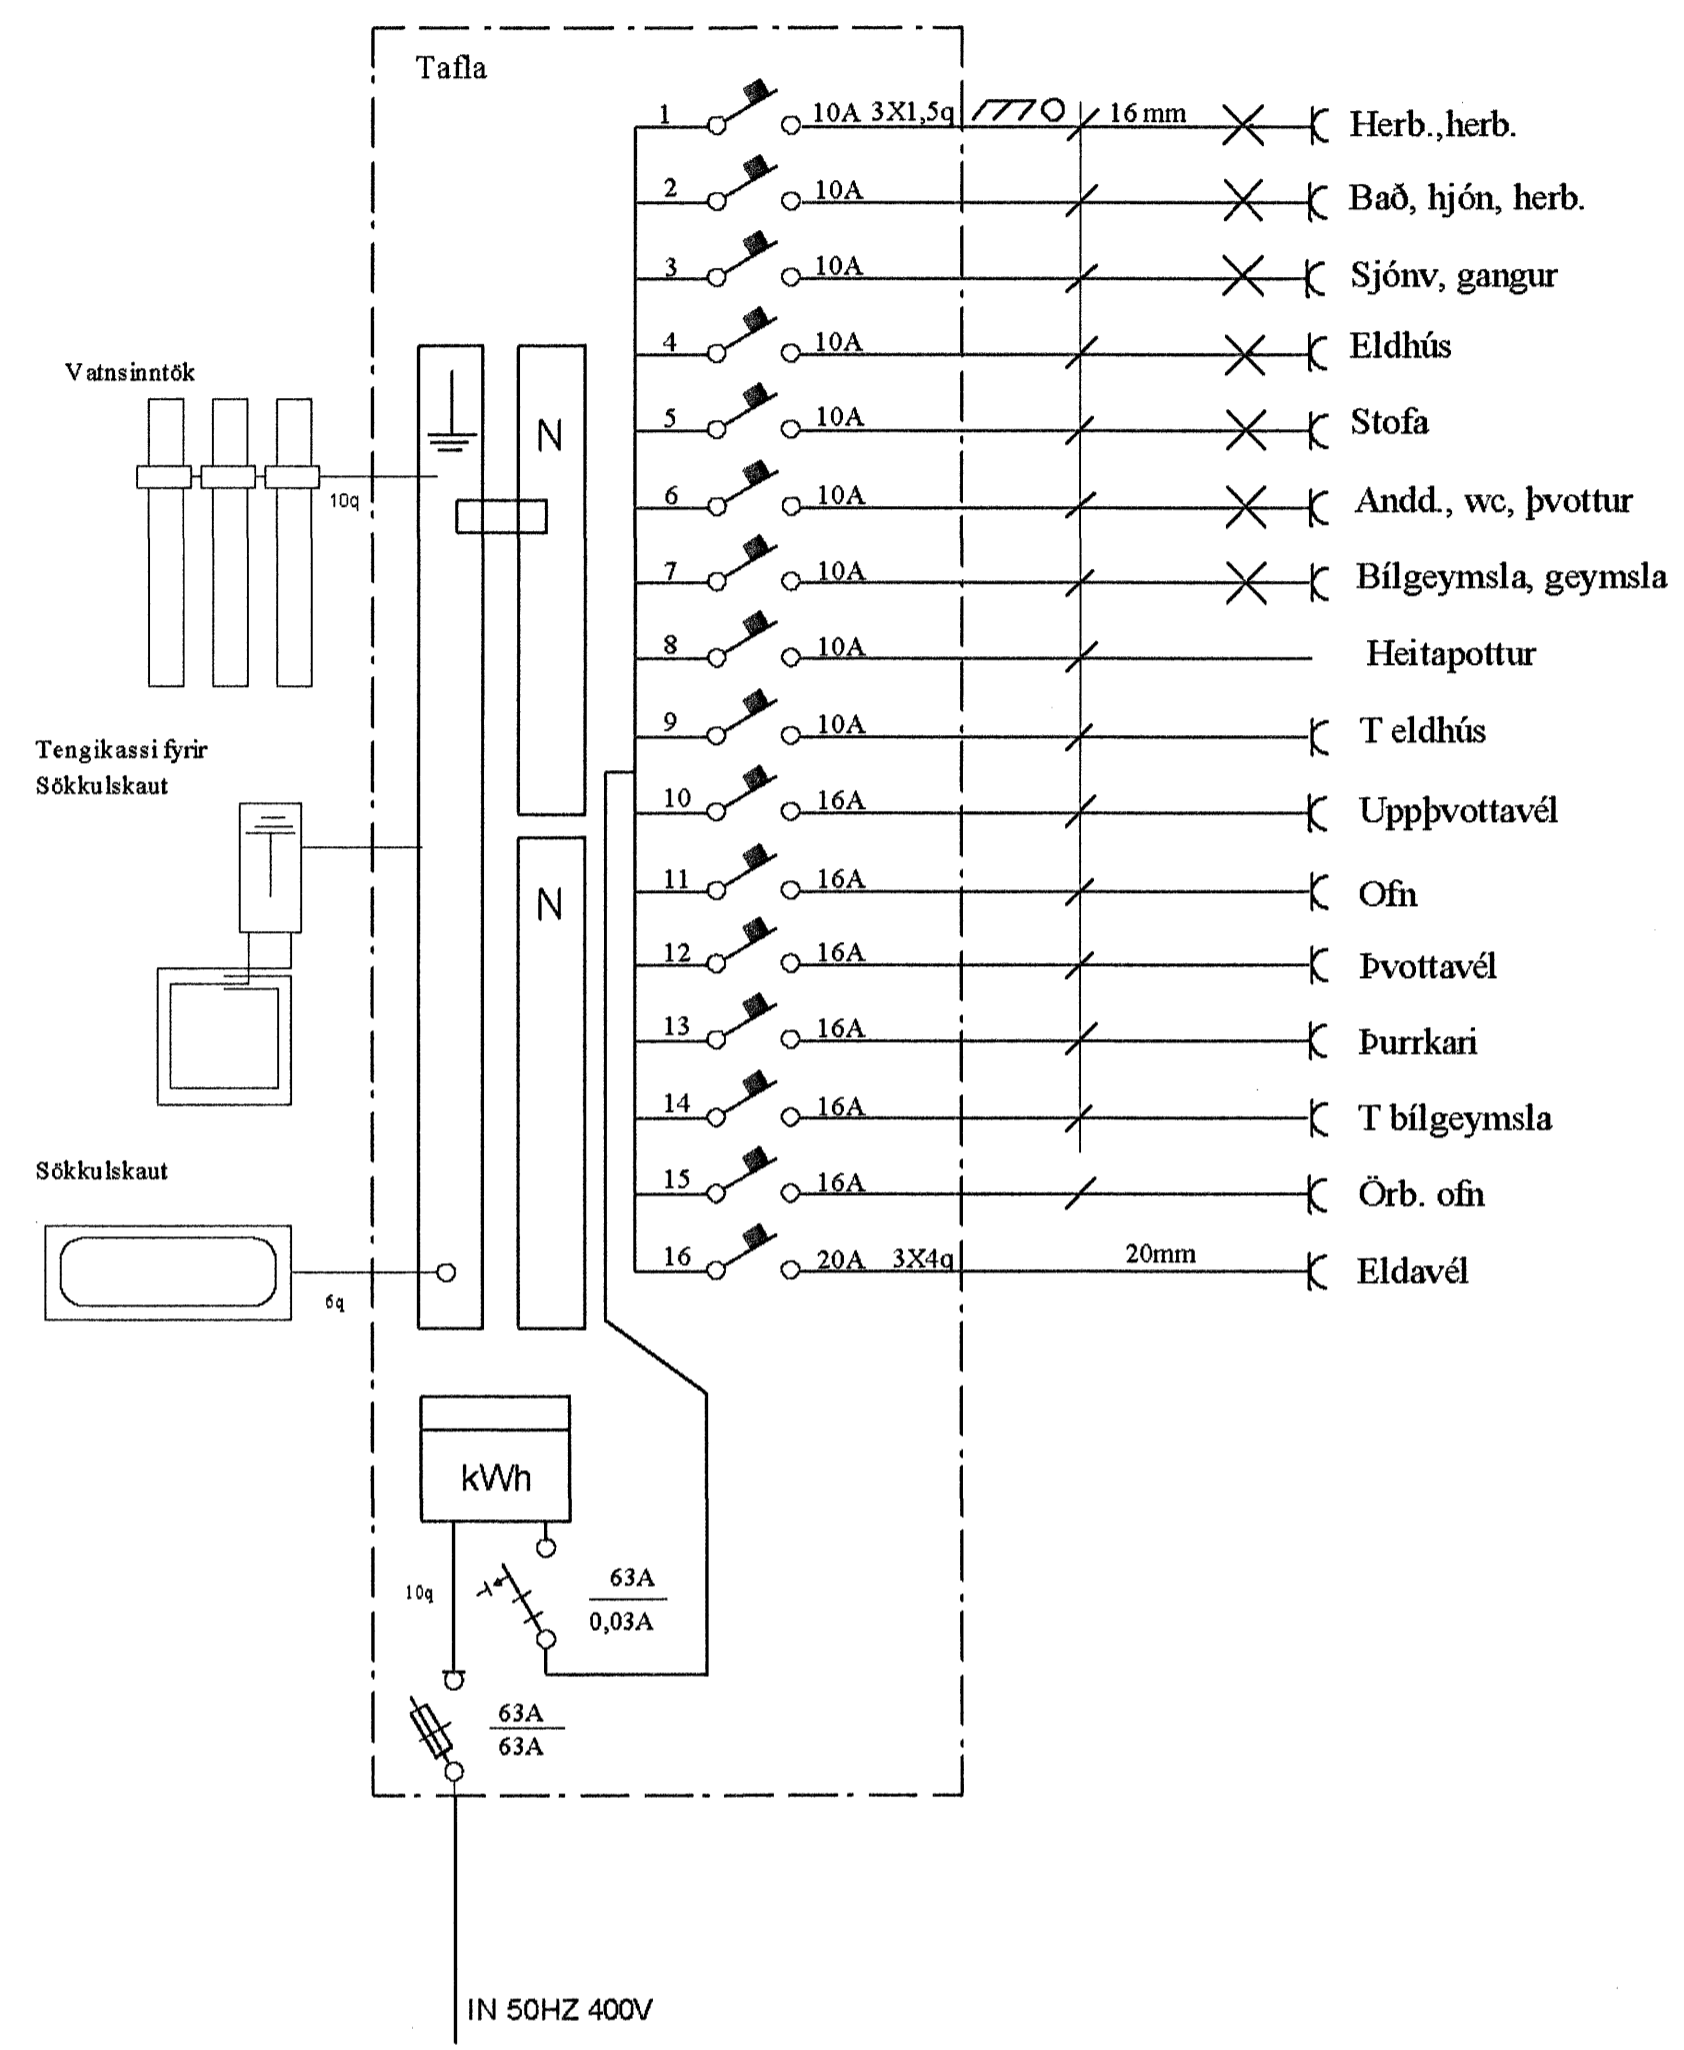 Tafla
1 10A 3X1,5q 16 mm Herb.,herb.
2 10A Bað, hjón, herb.
3 10A Sjónv, gangur
4 10A Eldhús
5 10A Stofa
6 10A Andd., wc, þvottur
7 10A Bílgeymsla, geymsla
8 10A Heitapottur
9 10A T eldhús
10 16A Uppþvottavél
11 16A Ofn
12 16A Þvottavél
13 16A Þurrkari
14 16A T bílgeymsla
15 16A Örb. ofn
16 20A 3X4q 20mm Eldavél
Vatnsinntök
10q
N
Tengikassi fyrir
Sökkulskaut
N
Sökkulskaut
6q
kWh
10q
63A
0,03A
63A
63A
IN 50HZ 400V